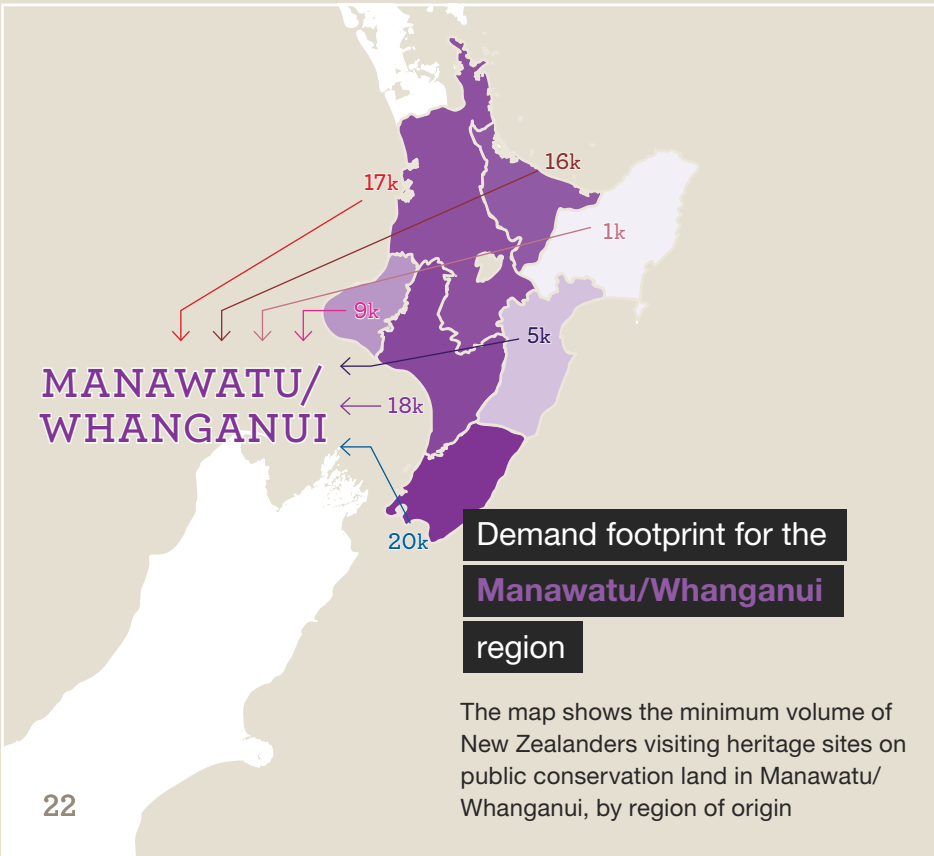 16k
17k
1k
9k
5k
MANAWATU/
WHANGANUI
18k
20k
Demand footprint for the
Manawatu/Whanganui
region
The map shows the minimum volume of
New Zealanders visiting heritage sites on
public conservation land in Manawatu/
Whanganui, by region of origin
22